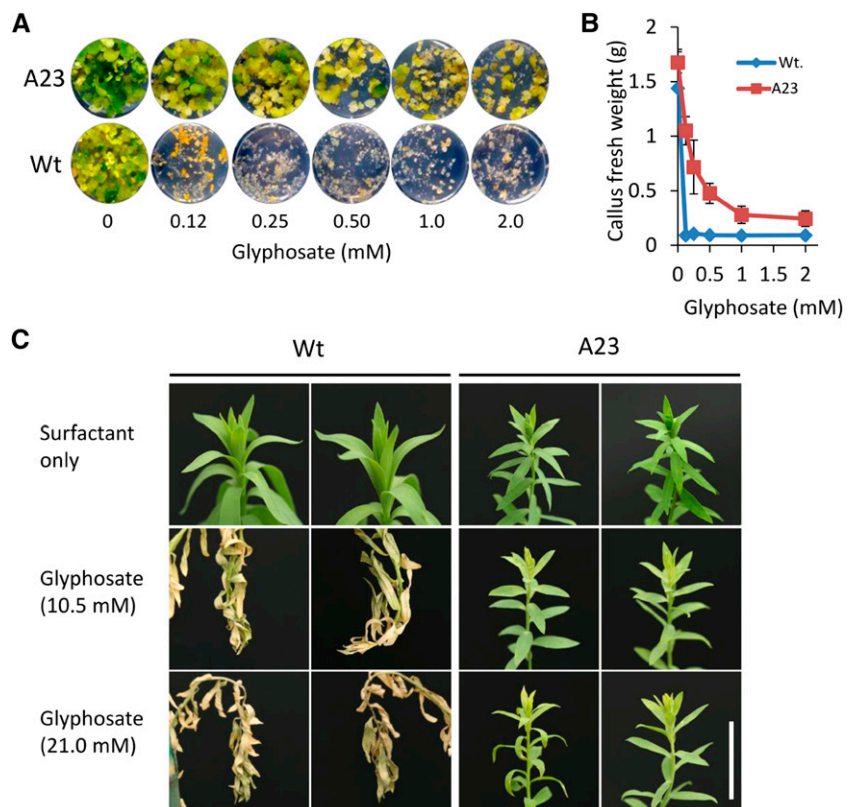 A
A23
Wt
0 0.12 0.25 0.50 1.0 2.0
Glyphosate (mM)
B
Callus fresh weight (g)
2
1.5
1
0.5
0
Wt.
A23
0 0.5 1 1.5 2
Glyphosate (mM)
C
Wt A23
Surfactant
only
Glyphosate
(10.5 mM)
Glyphosate
(21.0 mM)